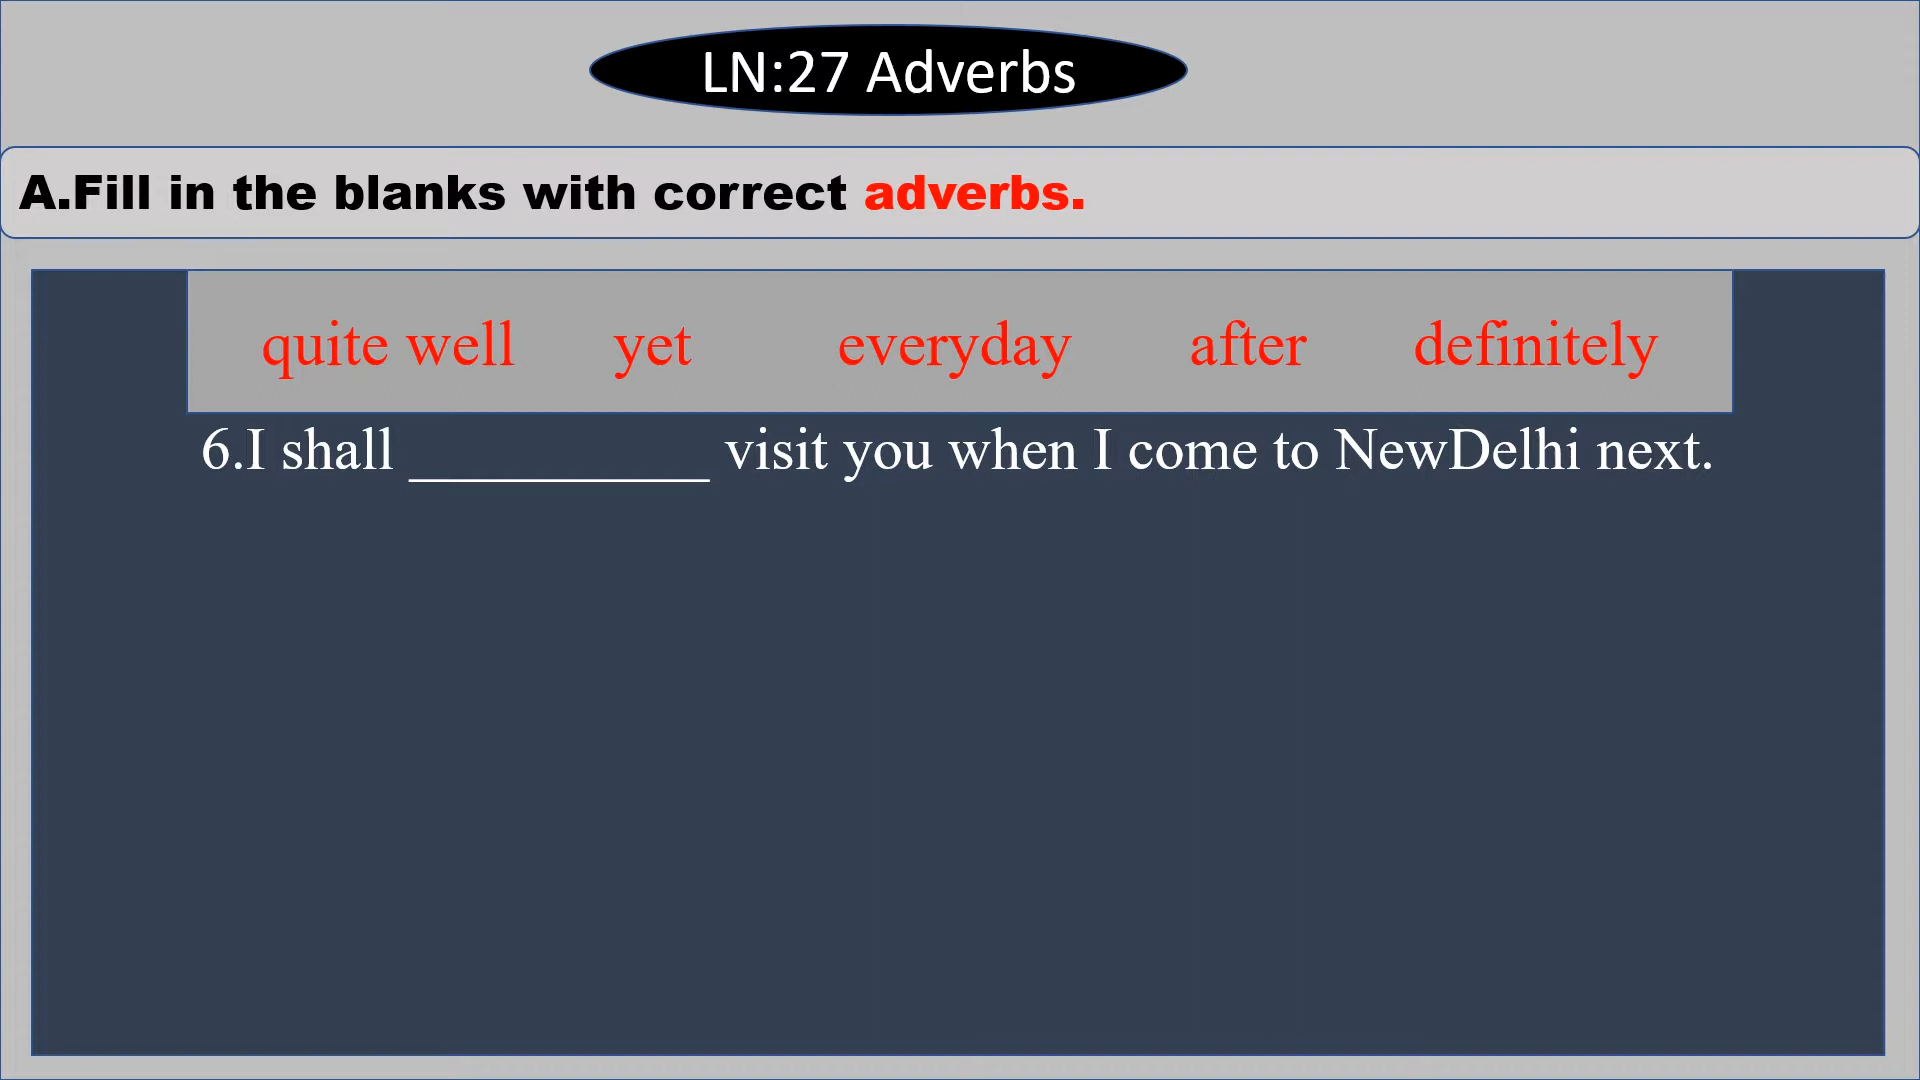 LN:27 Adverbs
A.Fill in the blanks with correct adverbs.
quite well yet everyday after definitely
6.I shall __________ visit you when I come to NewDelhi next.